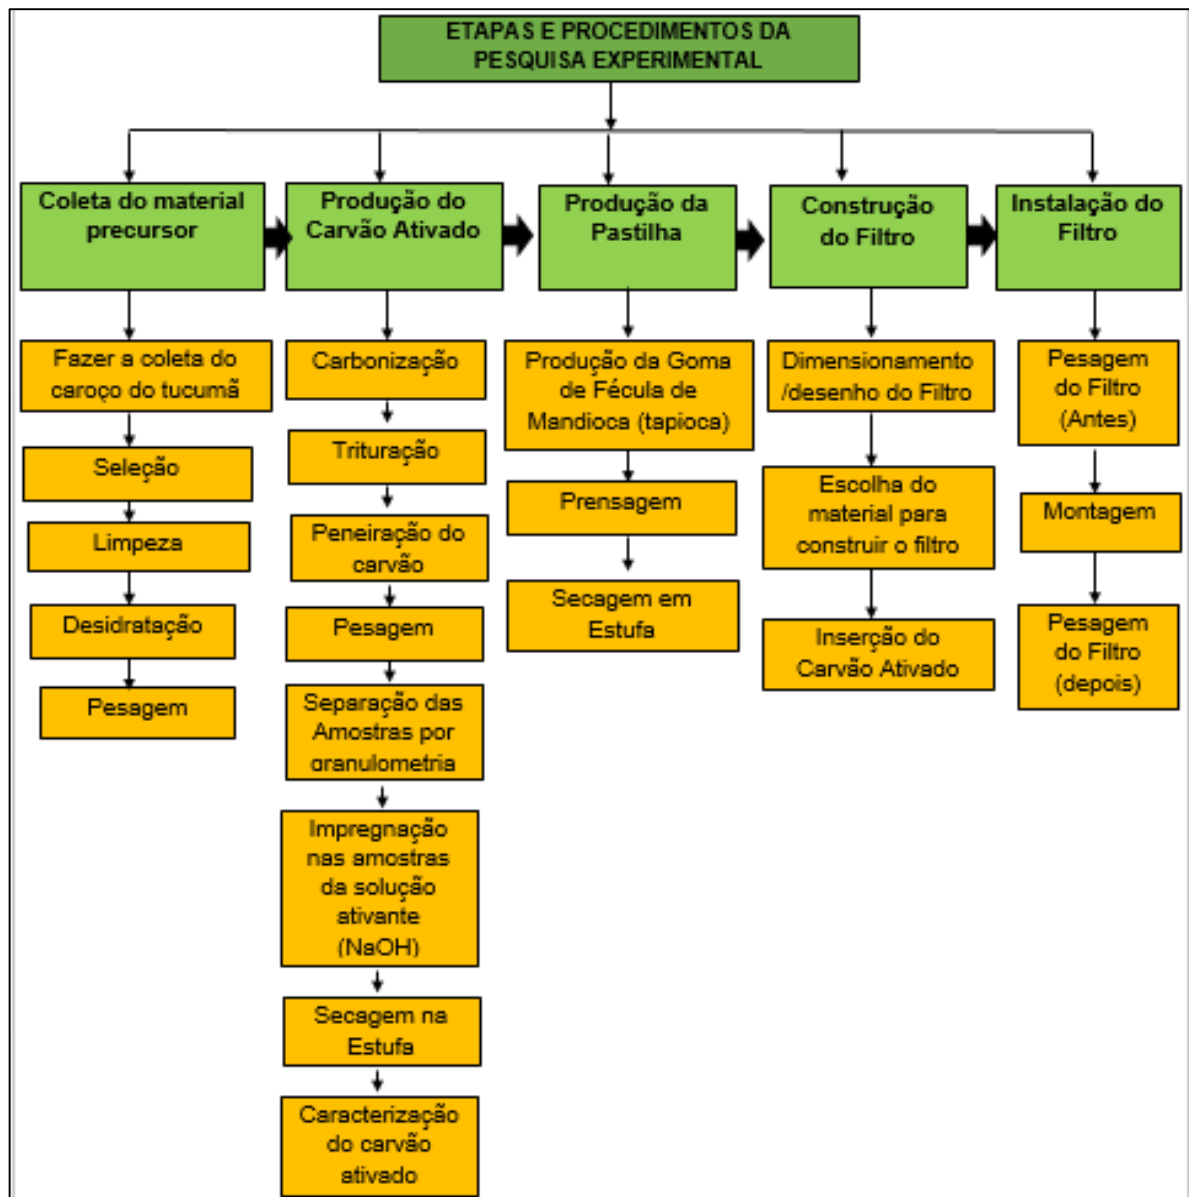 ETAPAS E PROCEDIMENTOS DA
PESQUISA EXPERIMENTAL
Coleta do material
precursor
Produção do
Carvão Ativado
Produção da
Pastilha
Construção
do Filtro
Instalação do
Filtro
Fazer a coleta do
caroço do tucumã
Seleção
Limpeza
Desidratação
Pesagem
Carbonização
Trituração
Peneiração do
carvão
Pesagem
Separação das
Amostras por
granulometria
Impregnação
nas amostras
da solução
ativante
(NaOH)
Secagem na
Estufa
Caracterização
do carvão
ativado
Produção da Goma
de Fécula de
Mandioca (tapioca)
Prensagem
Secagem em
Estufa
Dimensionamento
/desenho do Filtro
Escolha do
material para
construir o filtro
Inserção do
Carvão Ativado
Pesagem
do Filtro
(Antes)
Montagem
Pesagem
do Filtro
(depois)